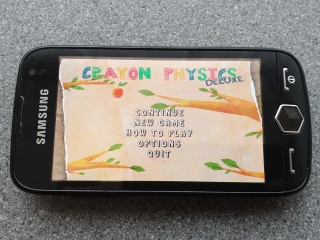 SAMSUNG
CRAYON PHYSICS
DELUXE
CONTINUE
NEW GAME
HOW TO PLAY
OPTIONS
QUIT